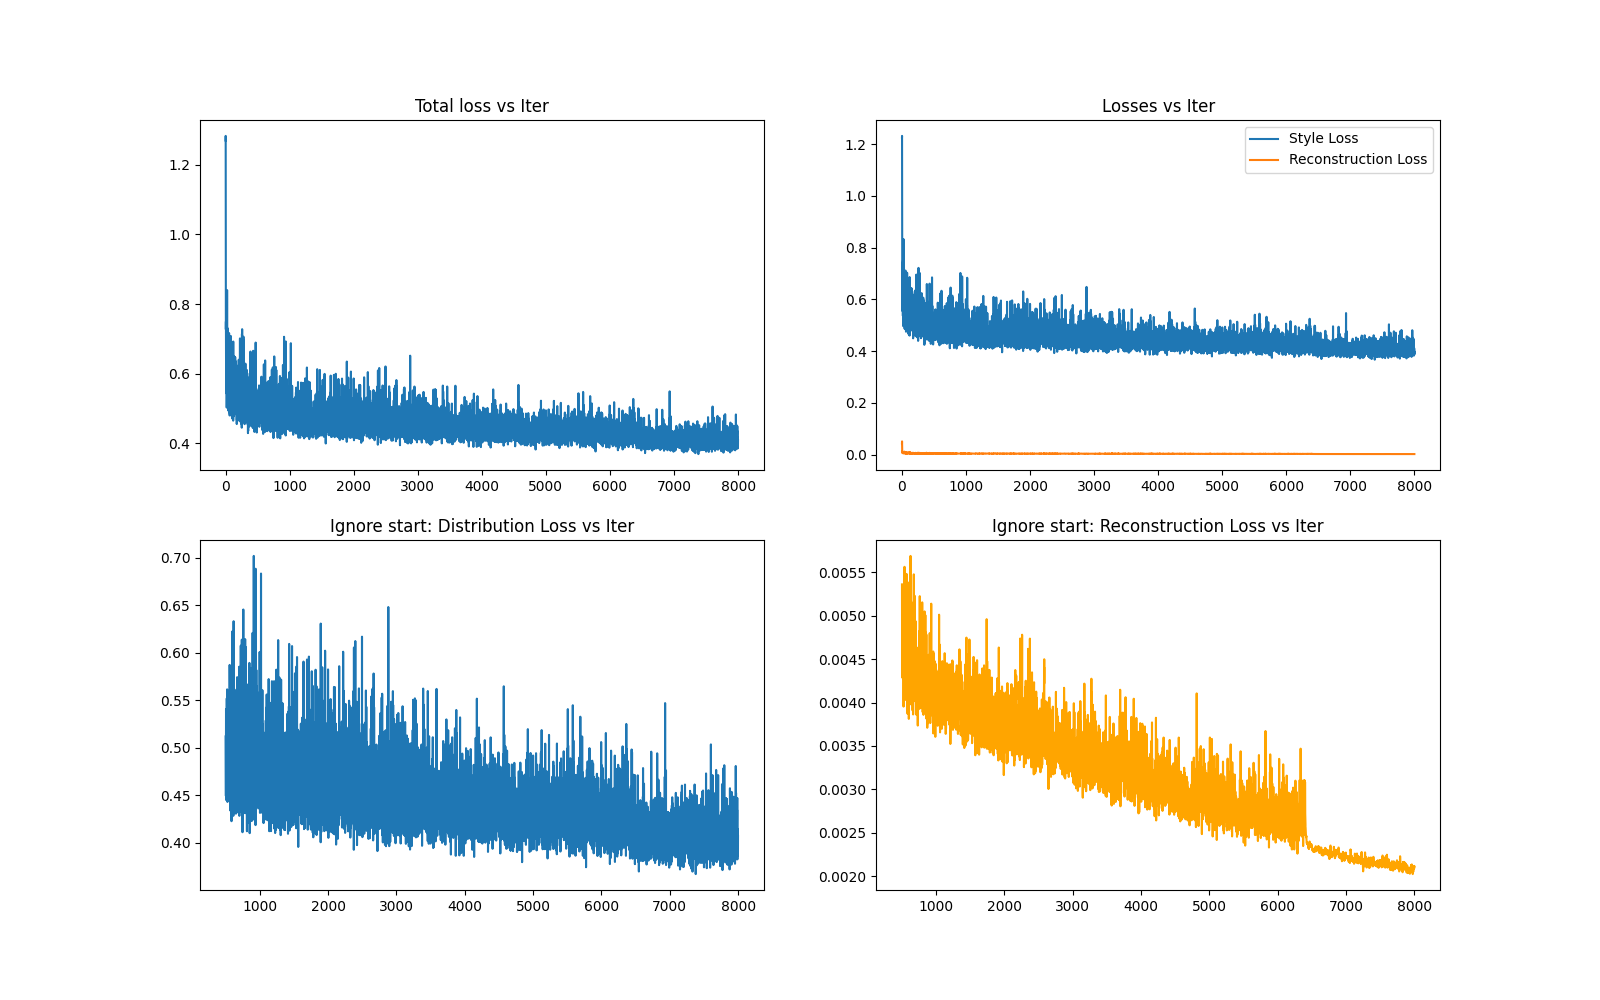 Total loss vs Iter
1.2
1.0
0.8
0.6
0.4
0 1000 2000 3000 4000 5000 6000 7000 8000
Losses vs Iter
Style Loss
Reconstruction Loss
1.2
1.0
0.8
0.6
0.4
0.2
0.0
0 1000 2000 3000 4000 5000 6000 7000 8000
Ignore start: Distribution Loss vs Iter
0.70
0.65
0.60
0.55
0.50
0.45
0.40
1000 2000 3000 4000 5000 6000 7000 8000
Ignore start: Reconstruction Loss vs Iter
0.0055
0.0050
0.0045
0.0040
0.0035
0.0030
0.0025
0.0020
1000 2000 3000 4000 5000 6000 7000 8000